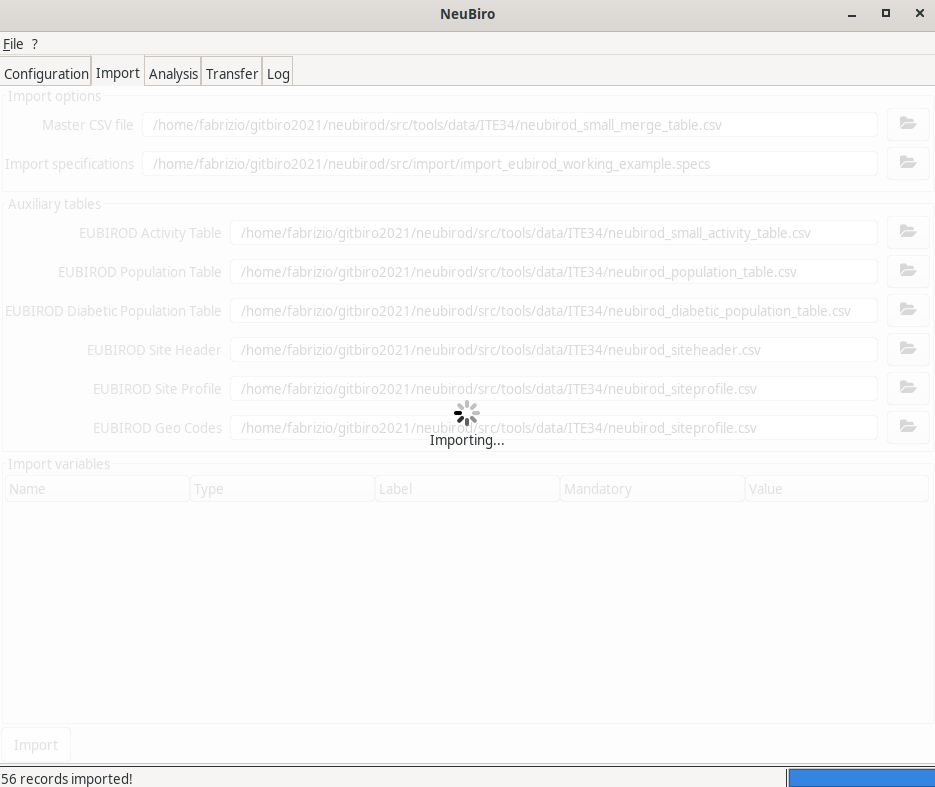 NeuBiro
File ?
Configuration Import Analysis Transfer Log
Import options
Master CSV file /home/fabrizio/gitbiro2021/neubirod/src/tools/data/ITE34/neubirod_small_merge_table.csv
Import specifications /home/fabrizio/gitbiro2021/neubirod/src/import/import_eubirod_working_example.specs
Auxiliary tables
EUBIROD Activity Table /home/fabrizio/gitbiro2021/neubirod/src/tools/data/ITE34/neubirod_small_activity_table.csv
EUBIROD Population Table /home/fabrizio/gitbiro2021/neubirod/src/tools/data/ITE34/neubirod_population_table.csv
EUBIROD Diabetic Population Table /home/fabrizio/gitbiro2021/neubirod/src/tools/data/ITE34/neubirod_diabetic_population_table.csv
EUBIROD Site Header /home/fabrizio/gitbiro2021/neubirod/src/tools/data/ITE34/neubirod_siteheader.csv
EUBIROD Site Profile /home/fabrizio/gitbiro2021/neubirod/src/tools/data/ITE34/neubirod_siteprofile.csv
EUBIROD Geo Codes /home/fabrizio/gitbiro2021/neubirod/src/tools/data/ITE34/neubirod_siteprofile.csv
Importing...
Import variables
Name Type Label Mandatory Value
Import
56 records imported!